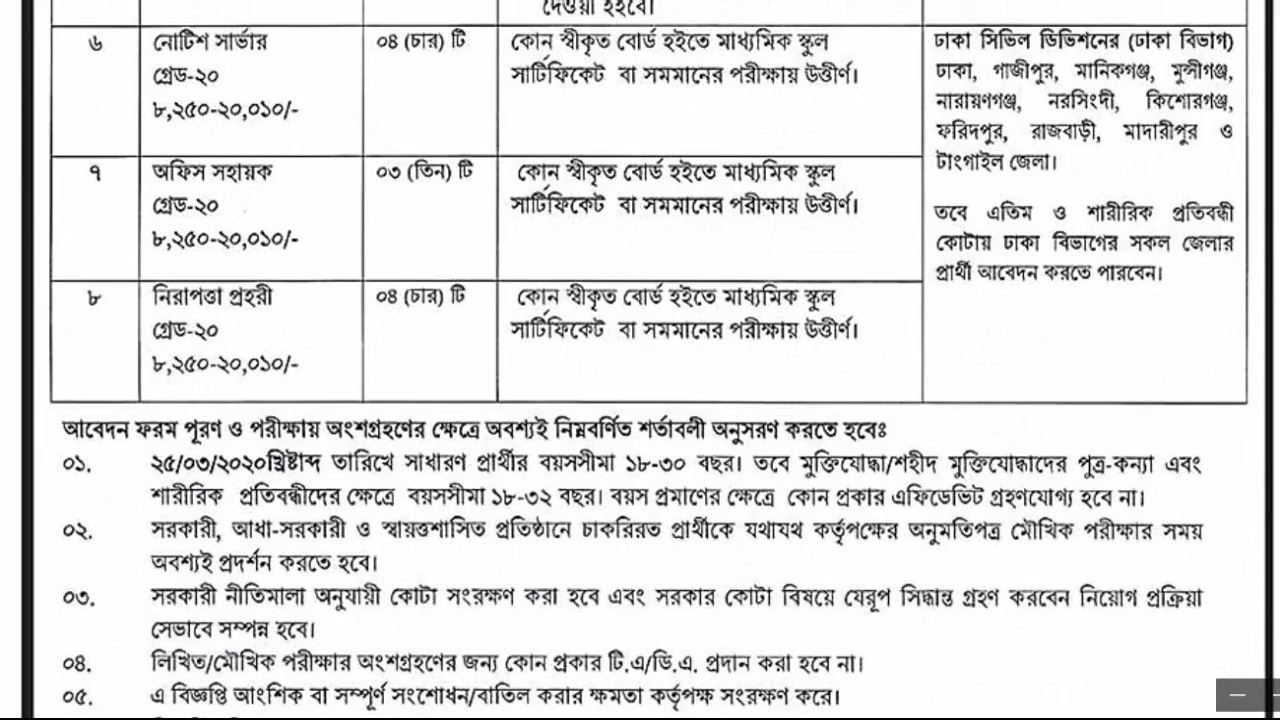 দেওয়া হইবে।
৬ নোটিশ সার্ভার ০৪ (চার) টি কোন স্বীকৃত বোর্ড হইতে মাধ্যমিক স্কুল
গ্রেড-২০ সার্টিফিকেট বা সমমানের পরীক্ষায় উত্তীর্ণ।
৮,২৫০-২০,০১০/-
৭ অফিস সহায়ক ০৩ (তিন) টি কোন স্বীকৃত বোর্ড হইতে মাধ্যমিক স্কুল
গ্রেড-২০ সার্টিফিকেট বা সমমানের পরীক্ষায় উত্তীর্ণ।
৮,২৫০-২০,০১০/-
৮ নিরাপত্তা প্রহরী ০৪ (চার) টি কোন স্বীকৃত বোর্ড হইতে মাধ্যমিক স্কুল
গ্রেড-২০ সার্টিফিকেট বা সমমানের পরীক্ষায় উত্তীর্ণ।
৮,২৫০-২০,০১০/-
ঢাকা সিভিল ডিভিশনের (ঢাকা বিভাগ)
ঢাকা, গাজীপুর, মানিকগঞ্জ, মুন্সীগঞ্জ,
নারায়ণগঞ্জ, নরসিংদী, কিশোরগঞ্জ,
ফরিদপুর, রাজবাড়ী, মাদারীপুর ও
টাংগাইল জেলা।
তবে এতিম ও শারীরিক প্রতিবন্ধী
কোটায় ঢাকা বিভাগের সকল জেলার
প্রার্থী আবেদন করতে পারবেন।
আবেদন ফরম পূরণ ও পরীক্ষায় অংশগ্রহণের ক্ষেত্রে অবশ্যই নিম্নবর্ণিত শর্তাবলী অনুসরণ করতে হবেঃ
০১. ২৫/০৩/২০২০খ্রিষ্টাব্দ তারিখে সাধারণ প্রার্থীর বয়সসীমা ১৮-৩০ বছর। তবে মুক্তিযোদ্ধা/শহীদ মুক্তিযোদ্ধাদের পুত্র-কন্যা এবং
শারীরিক প্রতিবন্ধীদের ক্ষেত্রে বয়সসীমা ১৮-৩২ বছর। বয়স প্রমাণের ক্ষেত্রে কোন প্রকার এফিডেভিট গ্রহণযোগ্য হবে না।
০২. সরকারী, আধা-সরকারী ও স্বায়ত্তশাসিত প্রতিষ্ঠানে চাকরিরত প্রার্থীকে যথাযথ কর্তৃপক্ষের অনুমতিপত্র মৌখিক পরীক্ষার সময়
অবশ্যই প্রদর্শন করতে হবে।
০৩. সরকারী নীতিমালা অনুযায়ী কোটা সংরক্ষণ করা হবে এবং সরকার কোটা বিষয়ে যেরূপ সিদ্ধান্ত গ্রহণ করবেন নিয়োগ প্রক্রিয়া
সেভাবে সম্পন্ন হবে।
০৪. লিখিত/মৌখিক পরীক্ষার অংশগ্রহণের জন্য কোন প্রকার টি.এ/ডি.এ. প্রদান করা হবে না।
০৫. এ বিজ্ঞপ্তি আংশিক বা সম্পূর্ণ সংশোধন/বাতিল করার ক্ষমতা কর্তৃপক্ষ সংরক্ষণ করে।